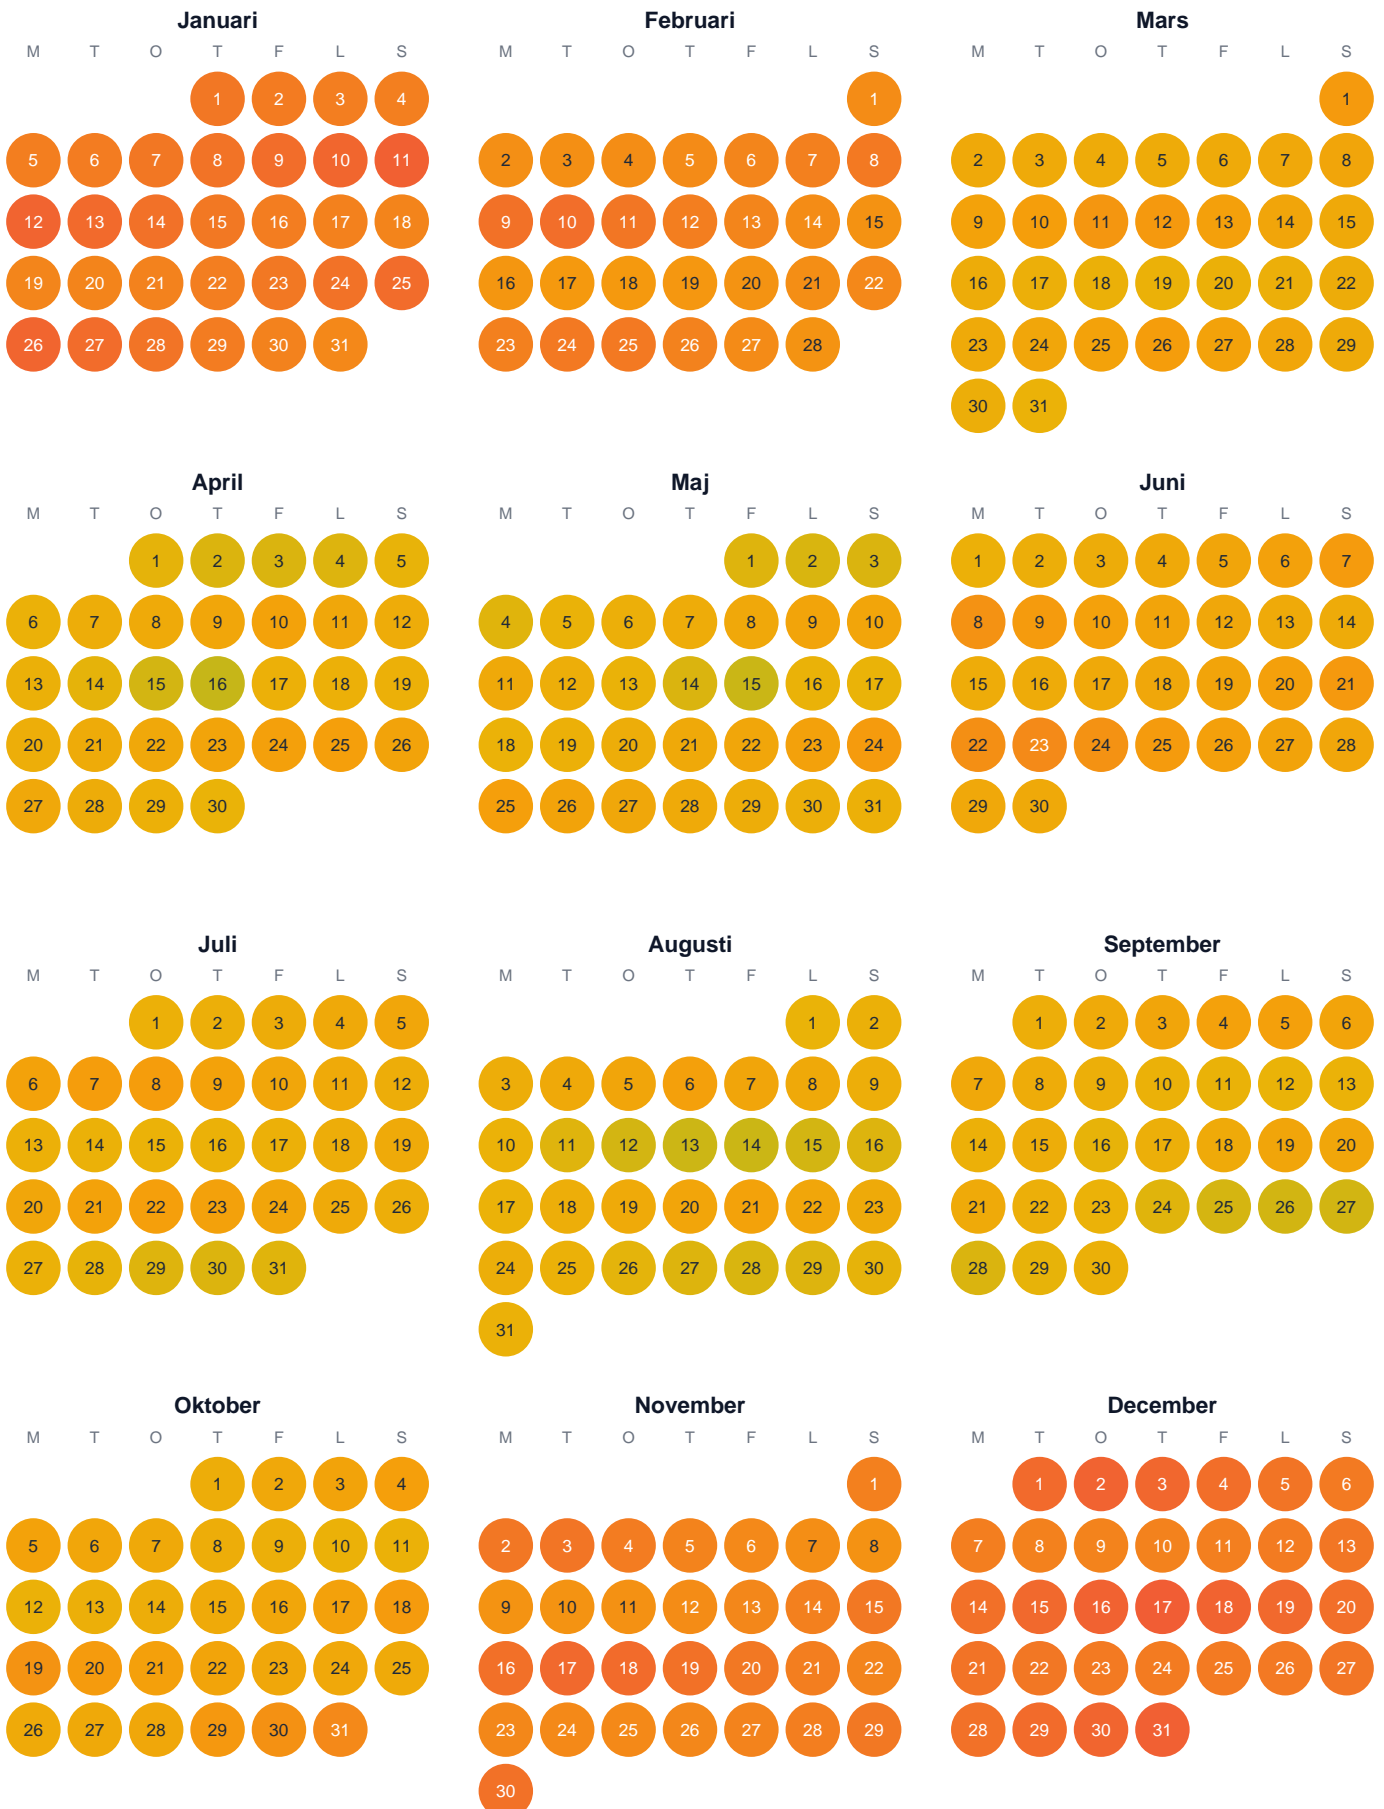 Januari
M T O T F L S
1 2 3 4
5 6 7 8 9 10 11
12 13 14 15 16 17 18
19 20 21 22 23 24 25
26 27 28 29 30 31
Februari
M T O T F L S
1
2 3 4 5 6 7 8
9 10 11 12 13 14 15
16 17 18 19 20 21 22
23 24 25 26 27 28
Mars
M T O T F L S
1
2 3 4 5 6 7 8
9 10 11 12 13 14 15
16 17 18 19 20 21 22
23 24 25 26 27 28 29
30 31
April
M T O T F L S
1 2 3 4 5
6 7 8 9 10 11 12
13 14 15 16 17 18 19
20 21 22 23 24 25 26
27 28 29 30
Maj
M T O T F L S
1 2 3
4 5 6 7 8 9 10
11 12 13 14 15 16 17
18 19 20 21 22 23 24
25 26 27 28 29 30 31
Juni
M T O T F L S
1 2 3 4 5 6 7
8 9 10 11 12 13 14
15 16 17 18 19 20 21
22 23 24 25 26 27 28
29 30
Juli
M T O T F L S
1 2 3 4 5
6 7 8 9 10 11 12
13 14 15 16 17 18 19
20 21 22 23 24 25 26
27 28 29 30 31
Augusti
M T O T F L S
1 2
3 4 5 6 7 8 9
10 11 12 13 14 15 16
17 18 19 20 21 22 23
24 25 26 27 28 29 30
31
September
M T O T F L S
1 2 3 4 5 6
7 8 9 10 11 12 13
14 15 16 17 18 19 20
21 22 23 24 25 26 27
28 29 30
Oktober
M T O T F L S
1 2 3 4
5 6 7 8 9 10 11
12 13 14 15 16 17 18
19 20 21 22 23 24 25
26 27 28 29 30 31
November
M T O T F L S
1
2 3 4 5 6 7 8
9 10 11 12 13 14 15
16 17 18 19 20 21 22
23 24 25 26 27 28 29
30
December
M T O T F L S
1 2 3 4 5 6
7 8 9 10 11 12 13
14 15 16 17 18 19 20
21 22 23 24 25 26 27
28 29 30 31